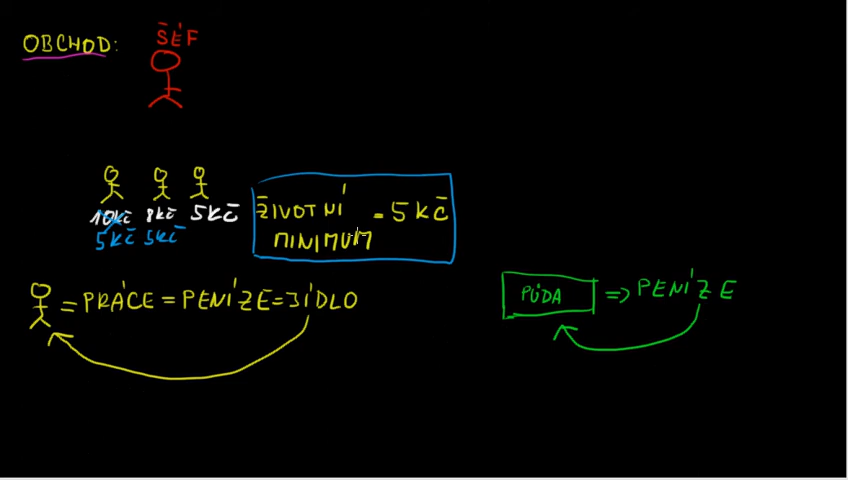 OBCHOD:
ŠÉF
10Kč 8Kč 5Kč
5Kč 5Kč
ŽIVOTNÍ
MINIMUM
= 5Kč
= PRÁCE = PENÍZE = JÍDLO
PŮDA => PENÍZE